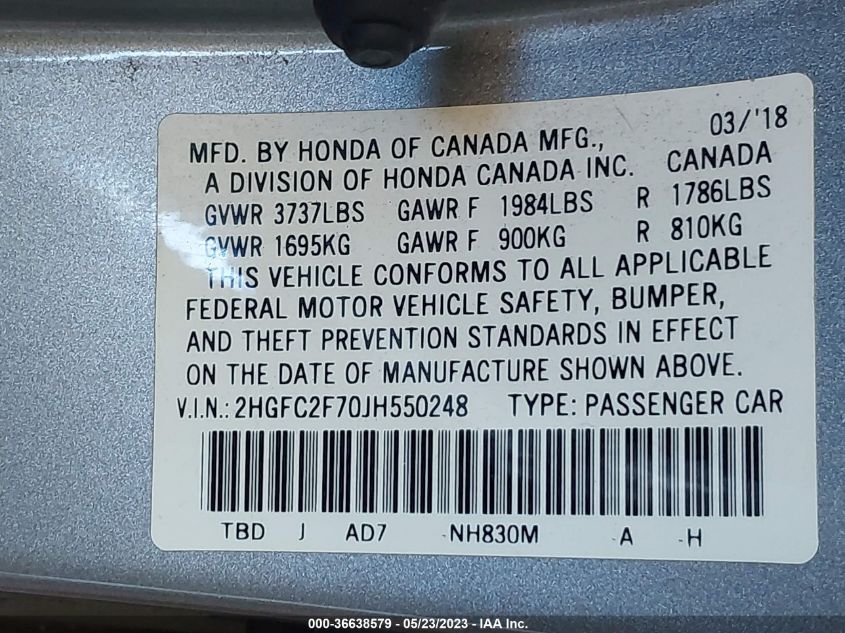 03/'18
MFD. BY HONDA OF CANADA MFG.,
A DIVISION OF HONDA CANADA INC. CANADA
GVWR 3737LBS GAWR F 1984LBS R 1786LBS
GVWR 1695KG GAWR F 900KG R 810KG
THIS VEHICLE CONFORMS TO ALL APPLICABLE
FEDERAL MOTOR VEHICLE SAFETY, BUMPER,
AND THEFT PREVENTION STANDARDS IN EFFECT
ON THE DATE OF MANUFACTURE SHOWN ABOVE.
V.I.N.: 2HGFC2F70JH550248 TYPE: PASSENGER CAR
TBD J AD7 -NH830M -A -H
000-36638579 - 05/23/2023 - IAA Inc.